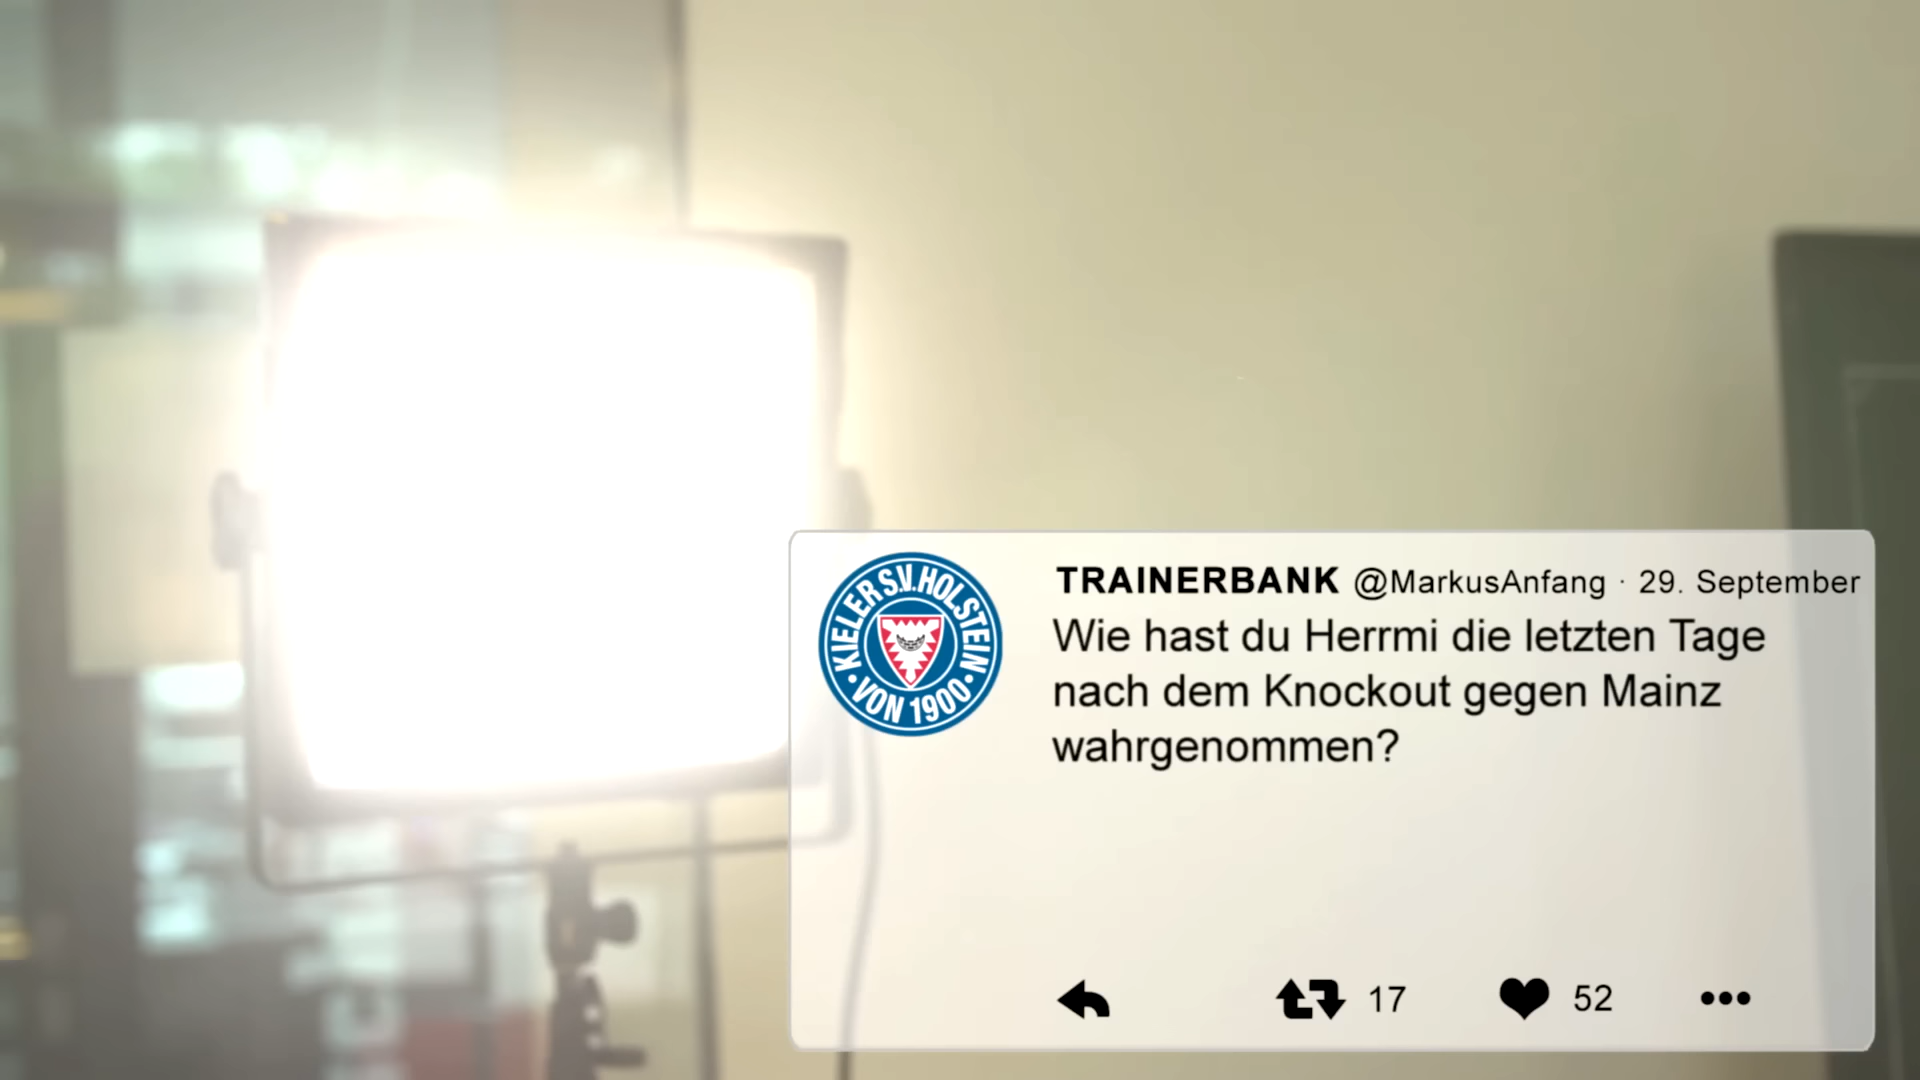 TRAINERBANK @MarkusAnfang · 29. September
Wie hast du Herrmi die letzten Tage
nach dem Knockout gegen Mainz
wahrgenommen?
KIELER S.V. HOLSTEIN
• VON 1900 •
17 52